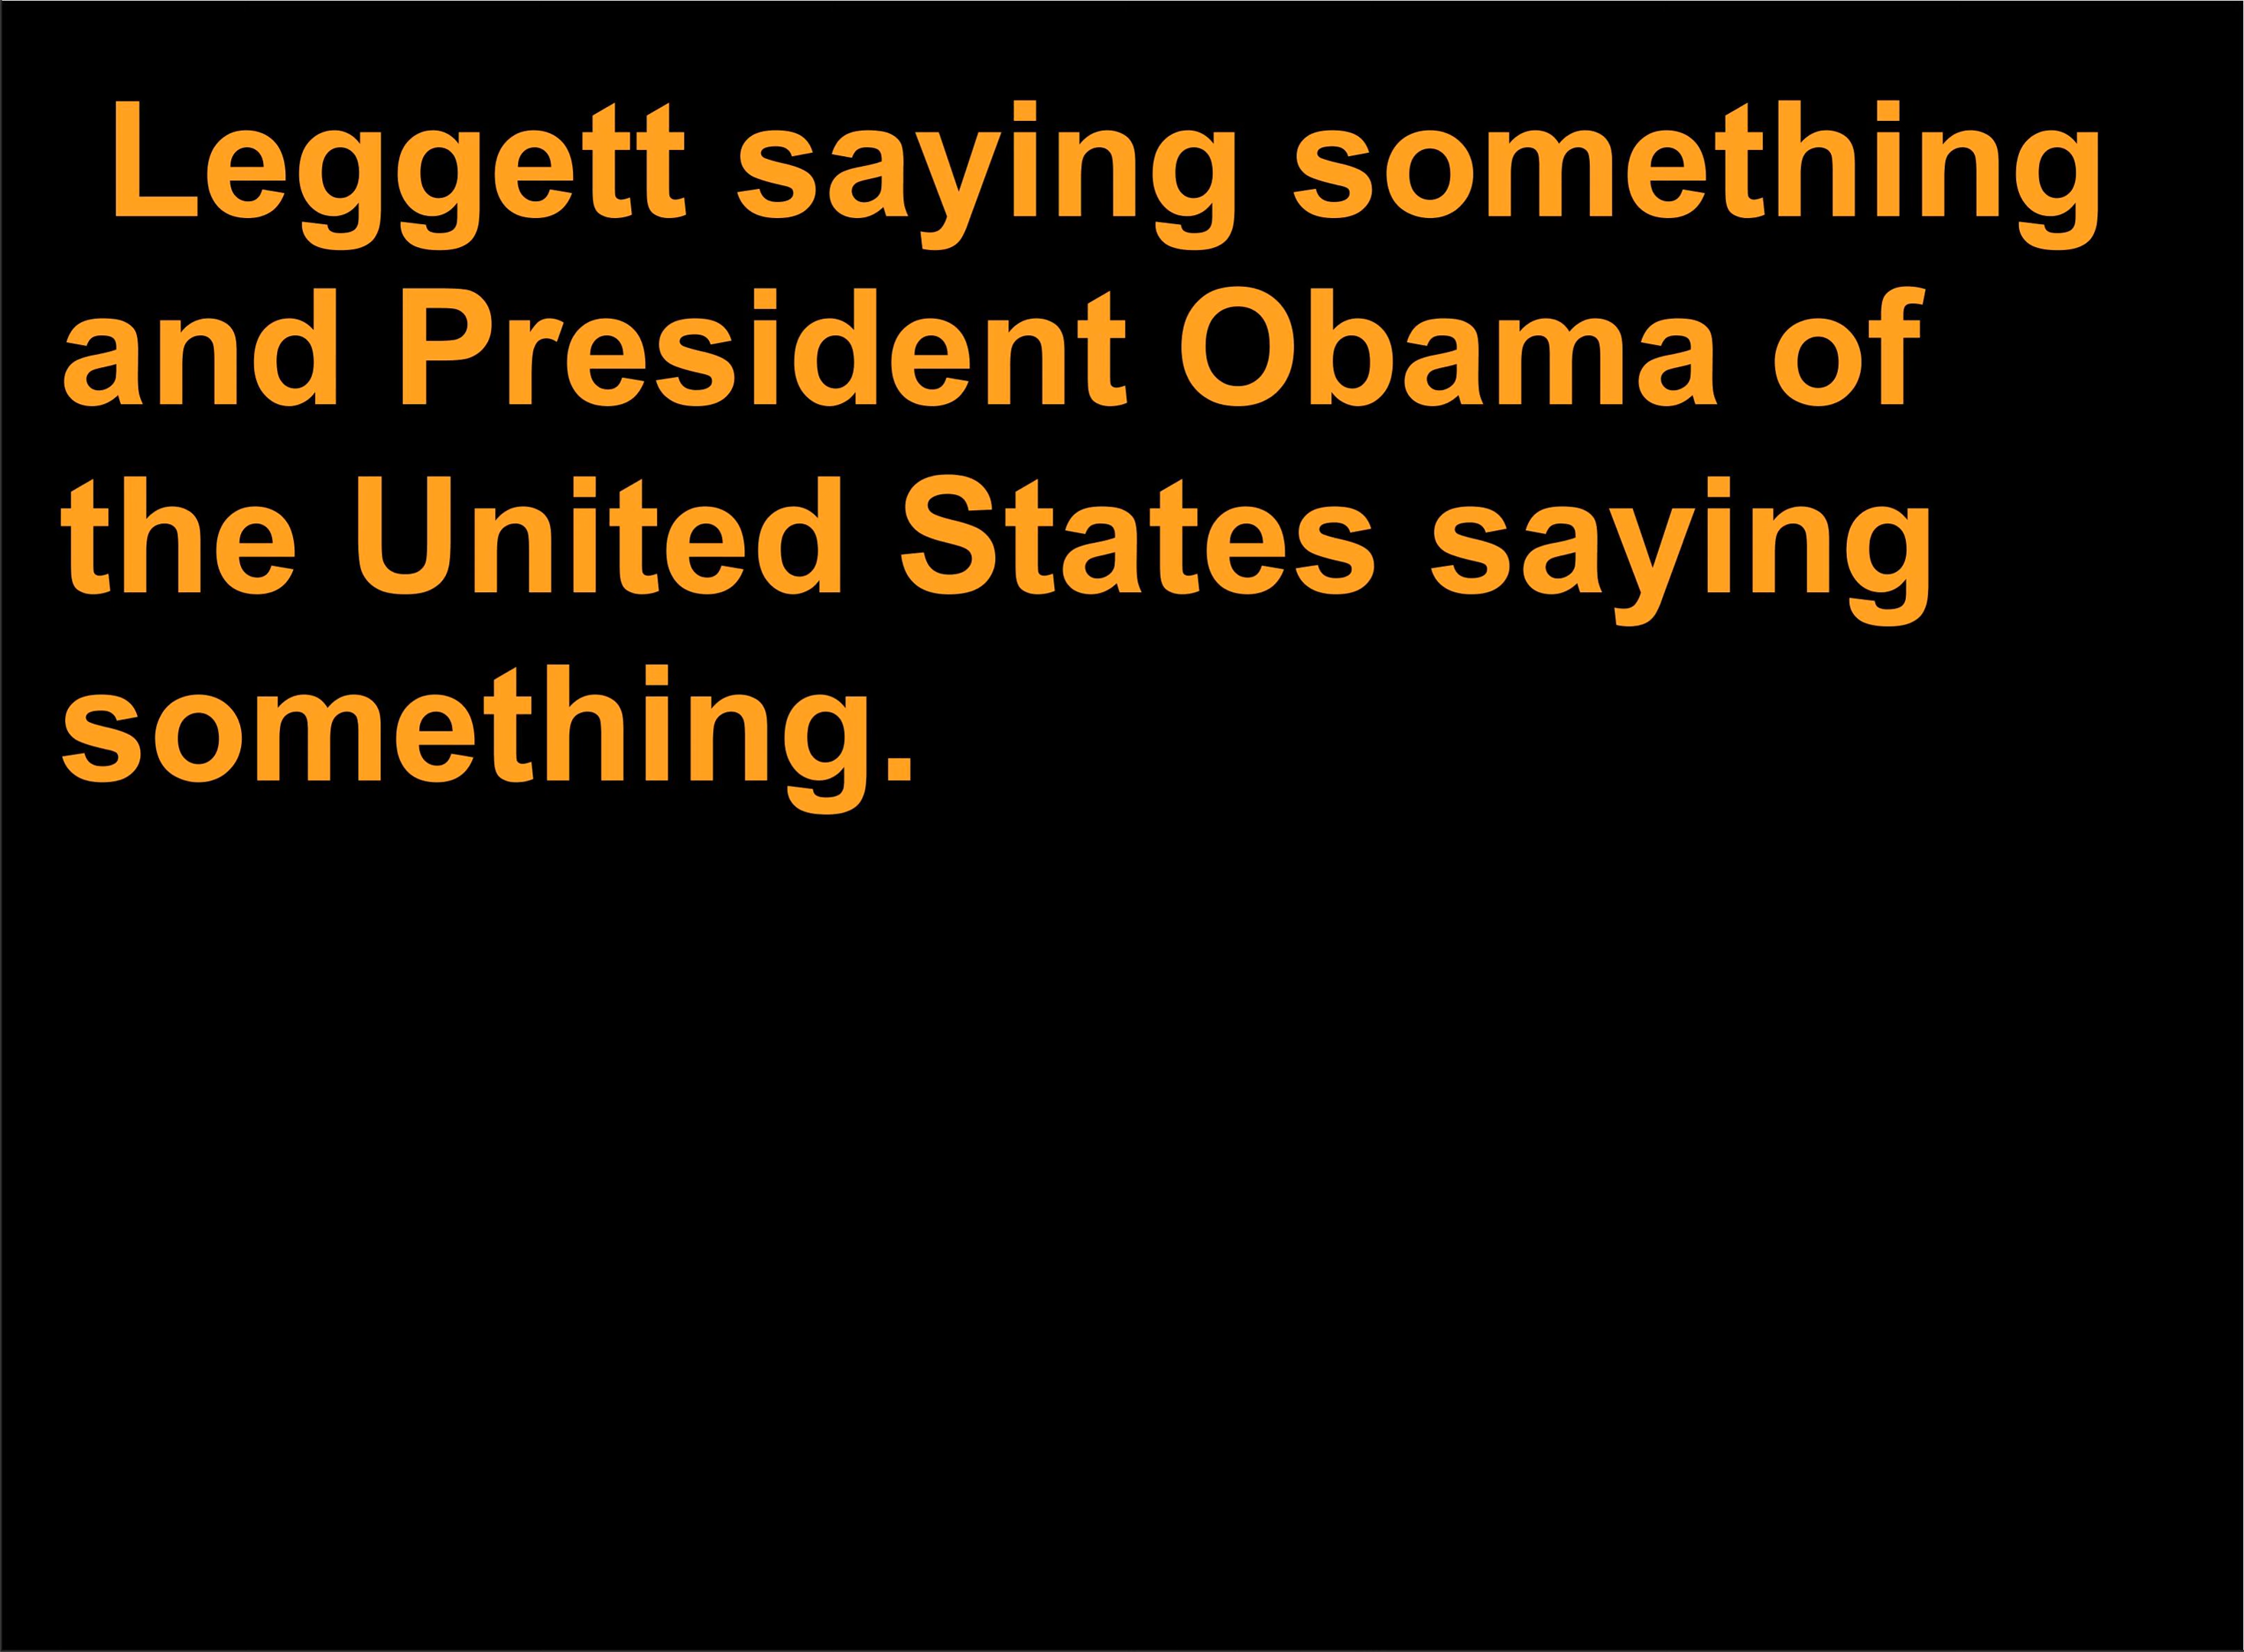 Leggett saying something
and President Obama of
the United States saying
something.